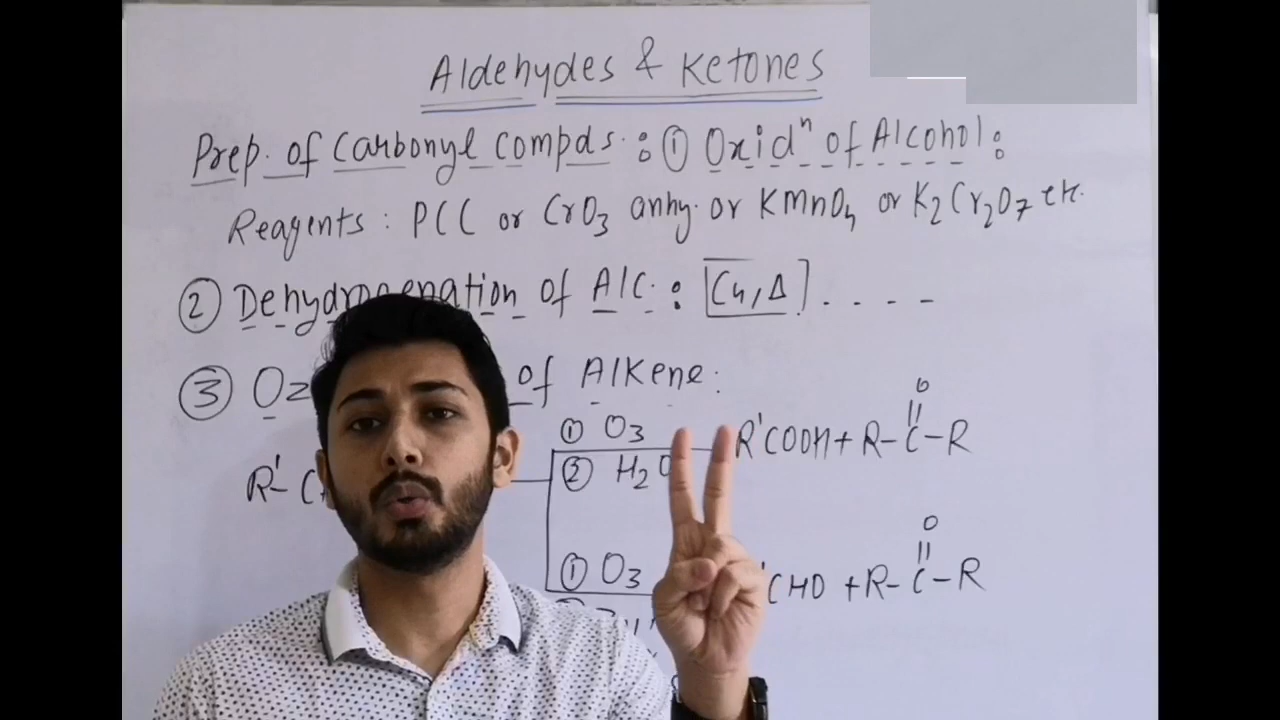 Aldehydes & Ketones
Prep. of Carbonyl Compds. : ① Oxidⁿ of Alcohol :
Reagents : PCC or CrO3 anhy. or KMnO4 or K2Cr2O7 etc.
② Dehydrogenation of Alc. : [Cu, Δ] . . . .
③ Oz of Alkene :
① O3
② H2O
R'COOH + R-C-R
O
R'-C
① O3
'CHO + R-C-R
O